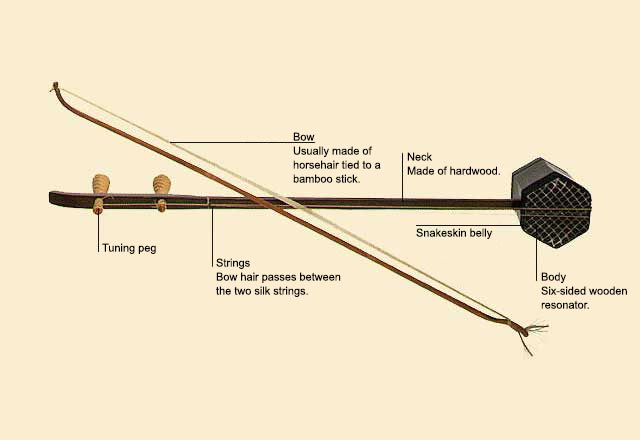 Bow
Usually made of
horsehair tied to a
bamboo stick.
Neck
Made of hardwood.
Snakeskin belly
Tuning peg
Strings
Bow hair passes between
the two silk strings.
Body
Six-sided wooden
resonator.